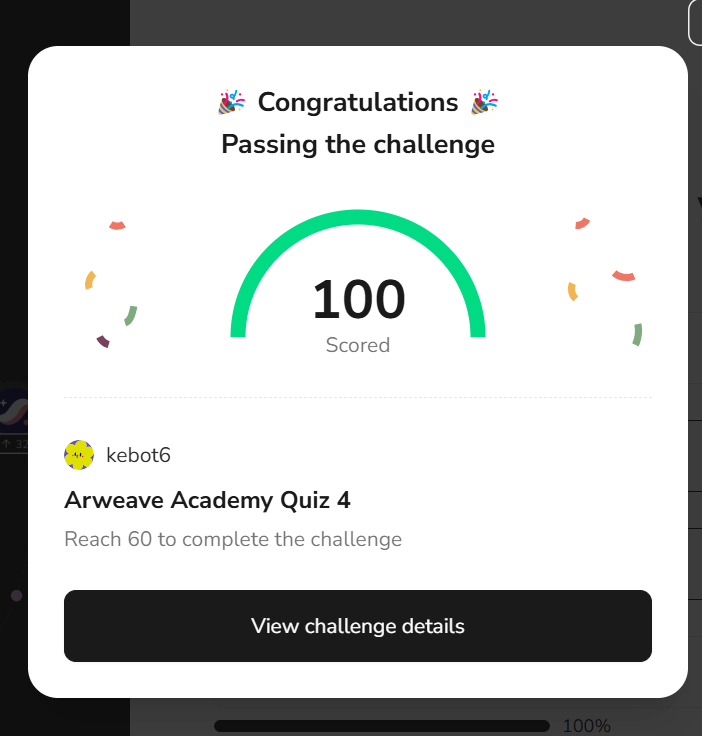 Congratulations
Passing the challenge
100
Scored
↑ 32
kebot6
Arweave Academy Quiz 4
Reach 60 to complete the challenge
View challenge details
100%